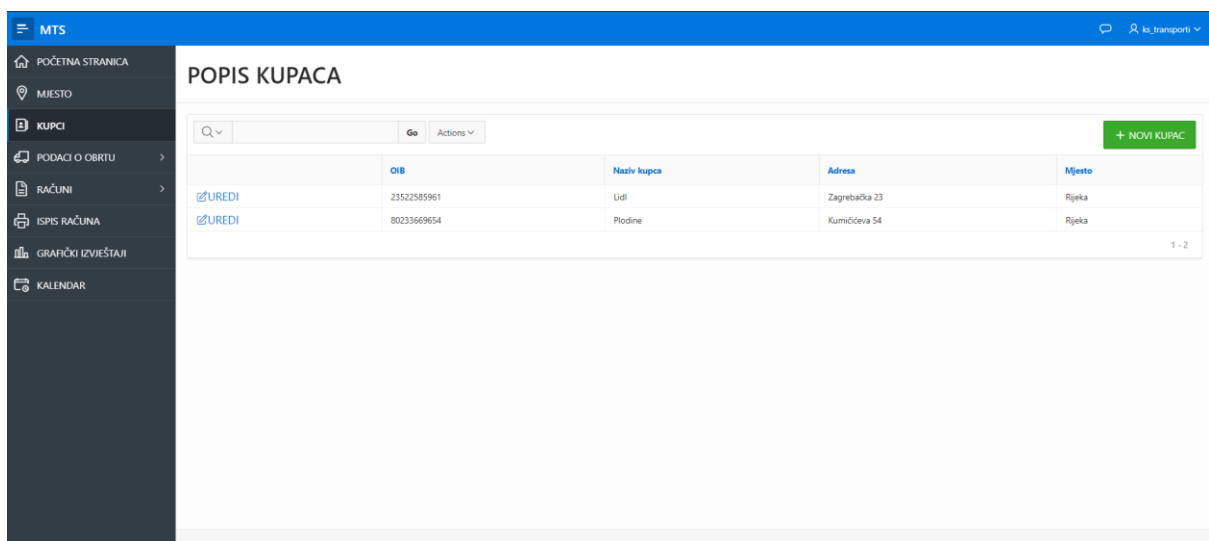 MTS
ks_transporti
POČETNA STRANICA
MJESTO
KUPCI
PODACI O OBRTU
RAČUNI
ISPIS RAČUNA
GRAFIČKI IZVJEŠTAJI
KALENDAR
POPIS KUPACA
Go Actions + NOVI KUPAC
OIB Naziv kupca Adresa Mjesto
UREDI 23522585961 Lidl Zagrebačka 23 Rijeka
UREDI 80233669654 Plodine Kumičićeva 54 Rijeka
1 - 2